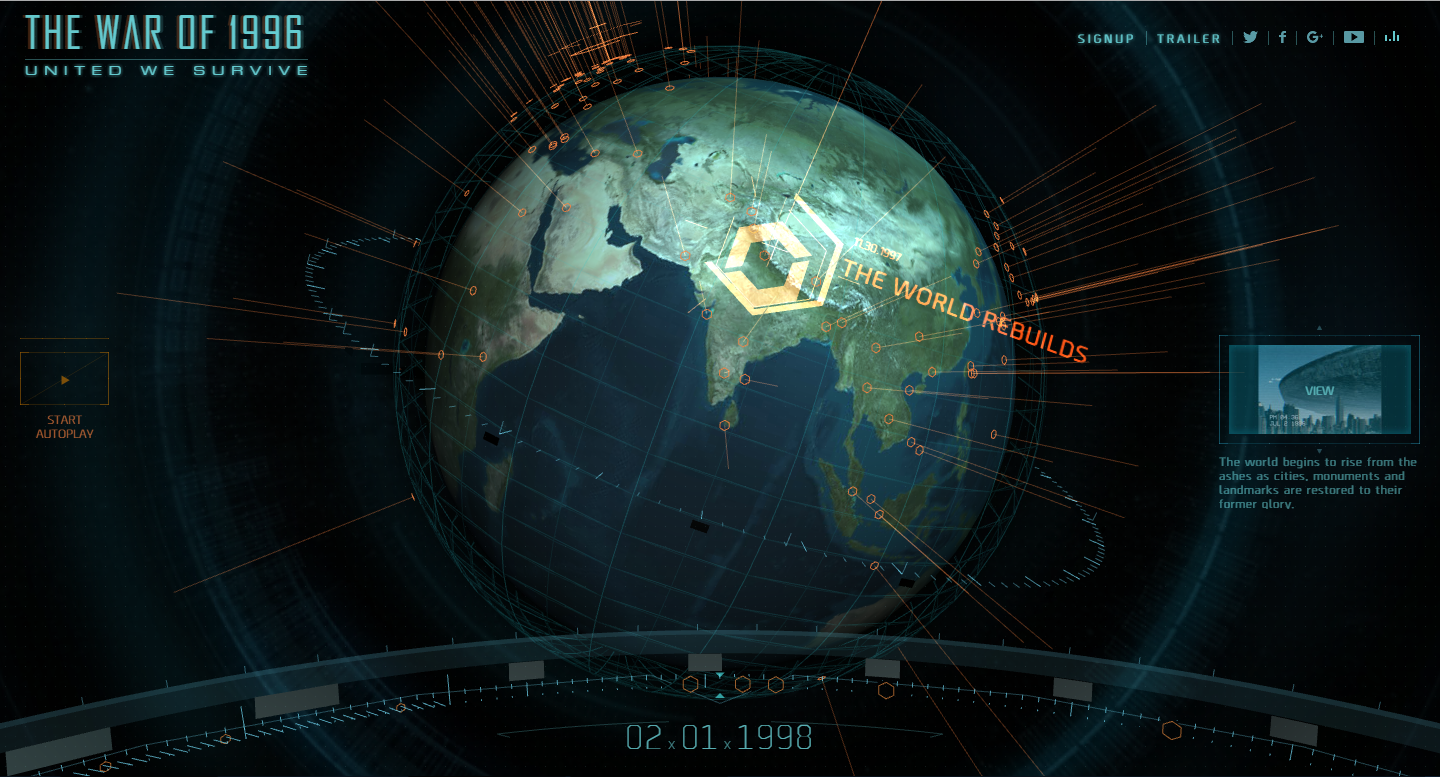 THE WAR OF 1996
UNITED WE SURVIVE
SIGNUP
TRAILER
11.30.1997
THE WORLD REBUILDS
START
AUTOPLAY
VIEW
The world begins to rise from the
ashes as cities, monuments and
landmarks are restored to their
former glory.
02 x 01 x 1998